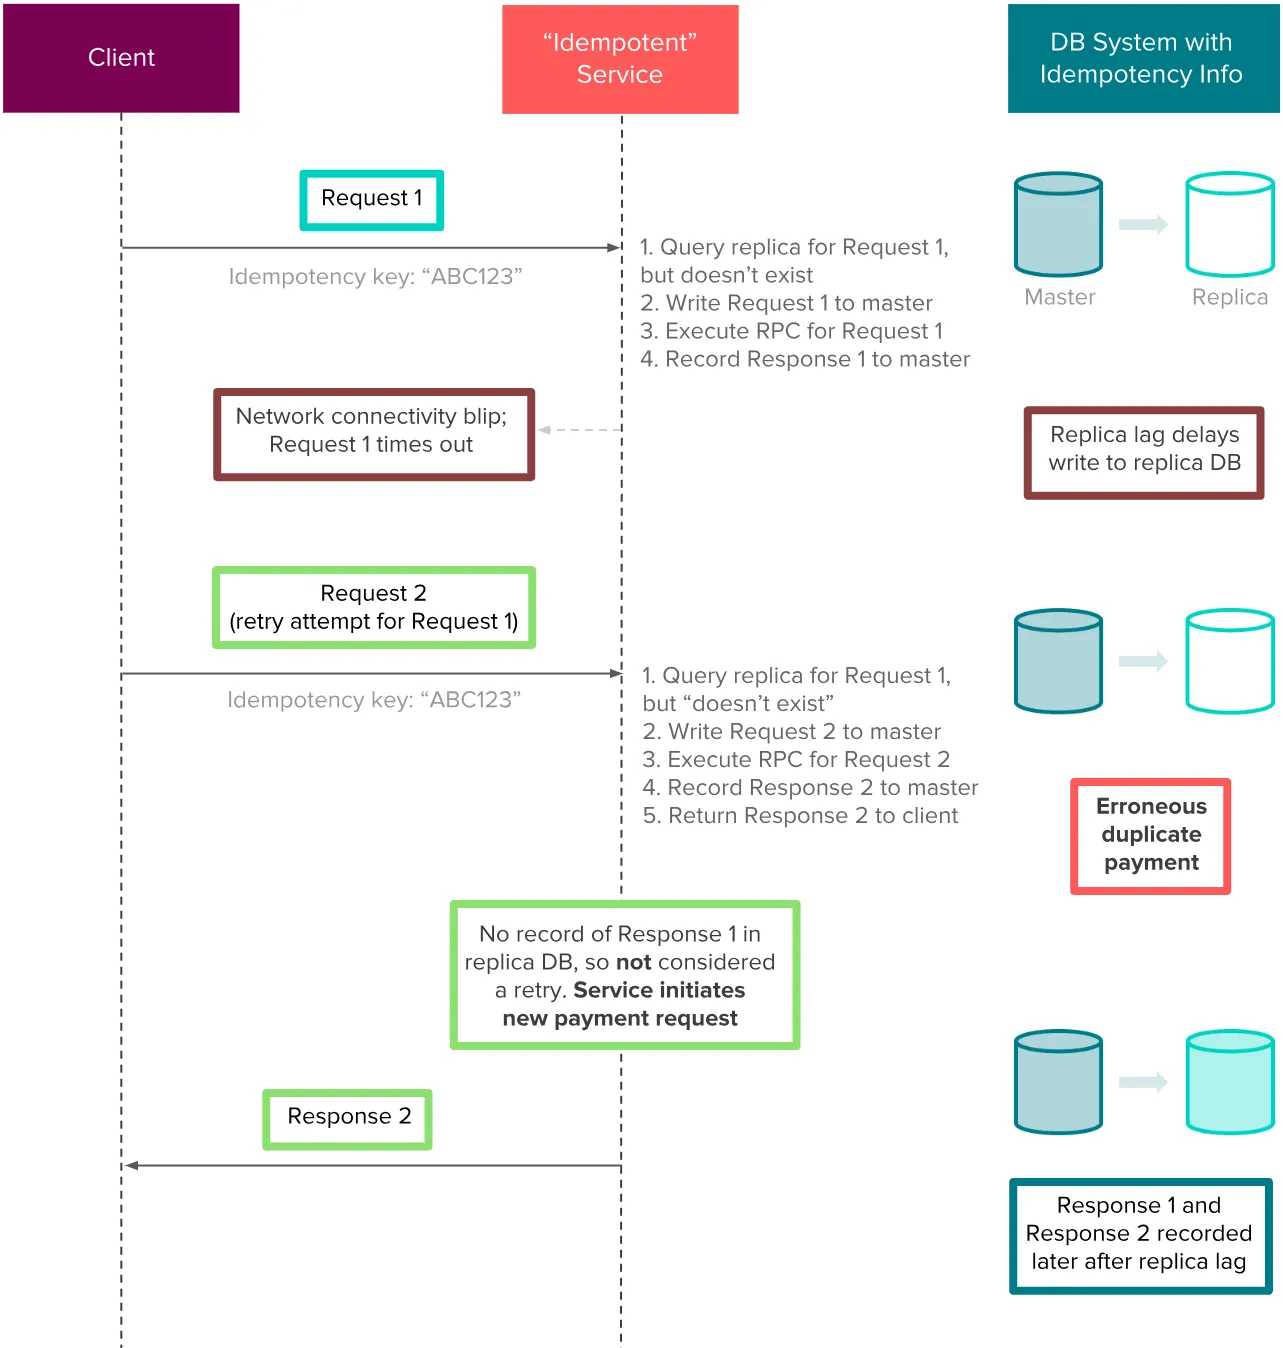 Client
“Idempotent”
Service
DB System with
Idempotency Info
Request 1
Idempotency key: “ABC123”
1. Query replica for Request 1,
but doesn’t exist
2. Write Request 1 to master
3. Execute RPC for Request 1
4. Record Response 1 to master
Master
Replica
Network connectivity blip;
Request 1 times out
Replica lag delays
write to replica DB
Request 2
(retry attempt for Request 1)
Idempotency key: “ABC123”
1. Query replica for Request 1,
but “doesn’t exist”
2. Write Request 2 to master
3. Execute RPC for Request 2
4. Record Response 2 to master
5. Return Response 2 to client
Erroneous
duplicate
payment
No record of Response 1 in
replica DB, so not considered
a retry. Service initiates
new payment request
Response 2
Response 1 and
Response 2 recorded
later after replica lag